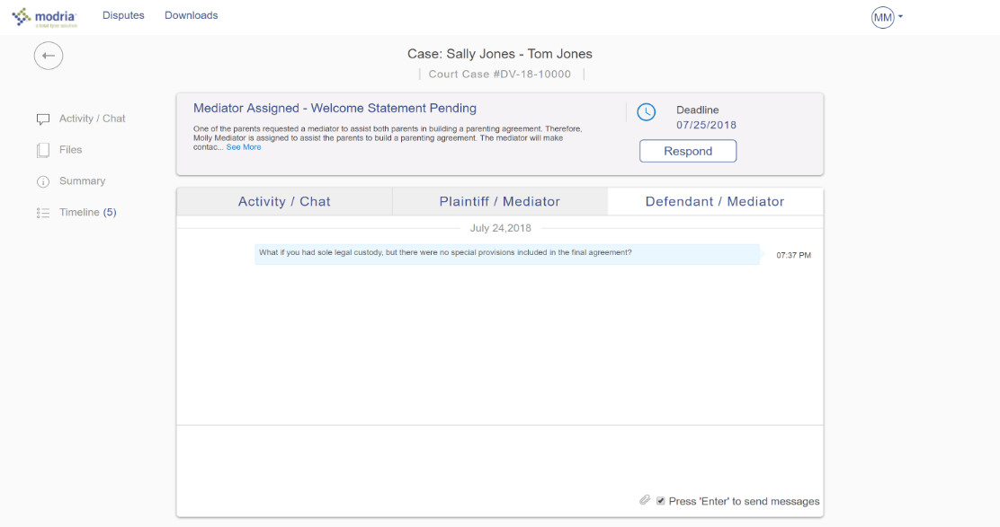 modria
a total tyler solution
Disputes
Downloads
MM
Case: Sally Jones - Tom Jones
| Court Case #DV-18-10000 |
Activity / Chat
Files
Summary
Timeline (5)
Mediator Assigned - Welcome Statement Pending
One of the parents requested a mediator to assist both parents in building a parenting agreement. Therefore,
Molly Mediator is assigned to assist the parents to build a parenting agreement. The mediator will make
contac... See More
Deadline
07/25/2018
Respond
Activity / Chat
Plaintiff / Mediator
Defendant / Mediator
July 24,2018
What if you had sole legal custody, but there were no special provisions included in the final agreement?
07:37 PM
Press 'Enter' to send messages